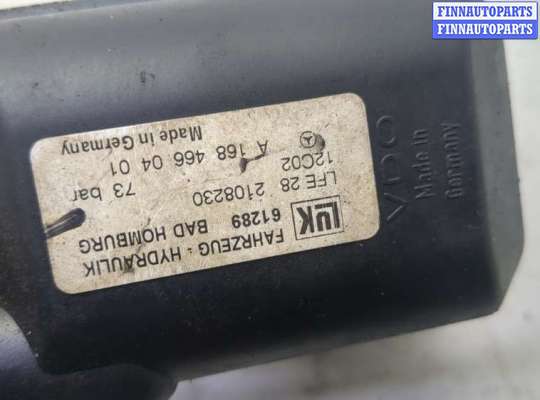 FINNAUTOPARTS
FINNAUTOPARTS
LUK
FAHRZEUG - HYDRAULIK
61289 BAD HOMBURG
LFE 28 2108230
12C02 73 bar
A 168 466 04 01
Made in Germany
VDO
Made in
Germany